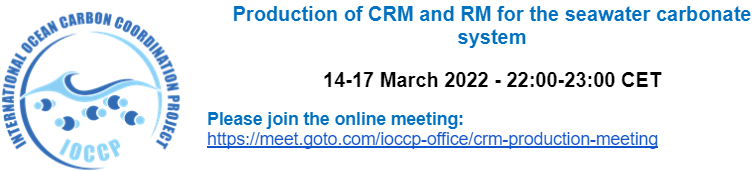 INTERNATIONAL OCEAN CARBON COORDINATION PROJECT
IOCCP
Production of CRM and RM for the seawater carbonate
system
14-17 March 2022 - 22:00-23:00 CET
Please join the online meeting:
https://meet.goto.com/ioccp-office/crm-production-meeting